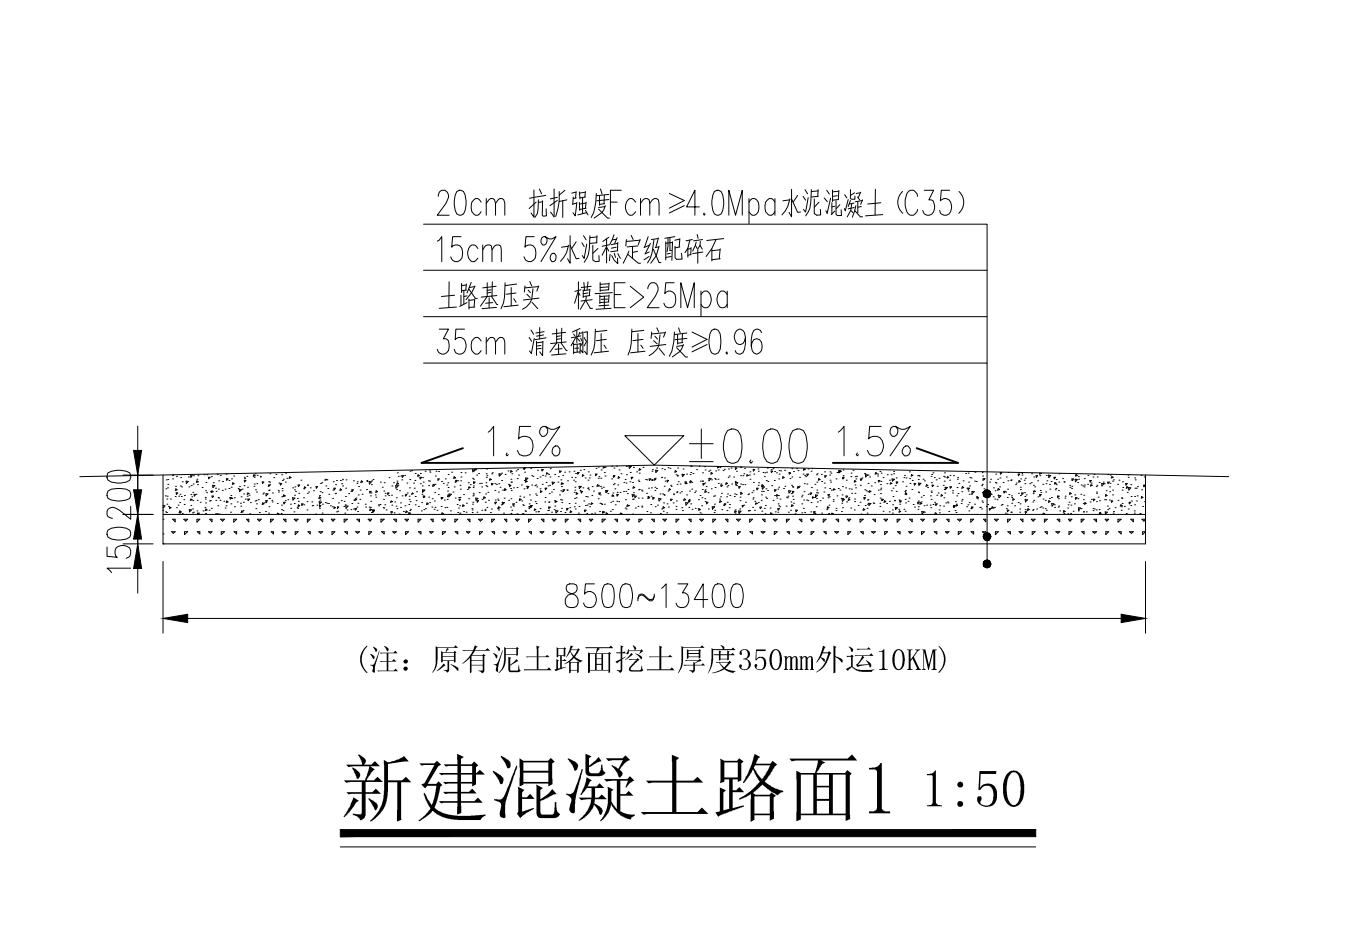 20cm 抗折强度Fcm≥4.0Mpa水泥混凝土（C35）
15cm 5%水泥稳定级配碎石
土路基压实 模量E>25Mpa
35cm 清基翻压 压实度≥0.96
1.5% ±0.00 1.5%
200
150
8500~13400
(注：原有泥土路面挖土厚度350mm外运10KM)
新建混凝土路面1 1:50